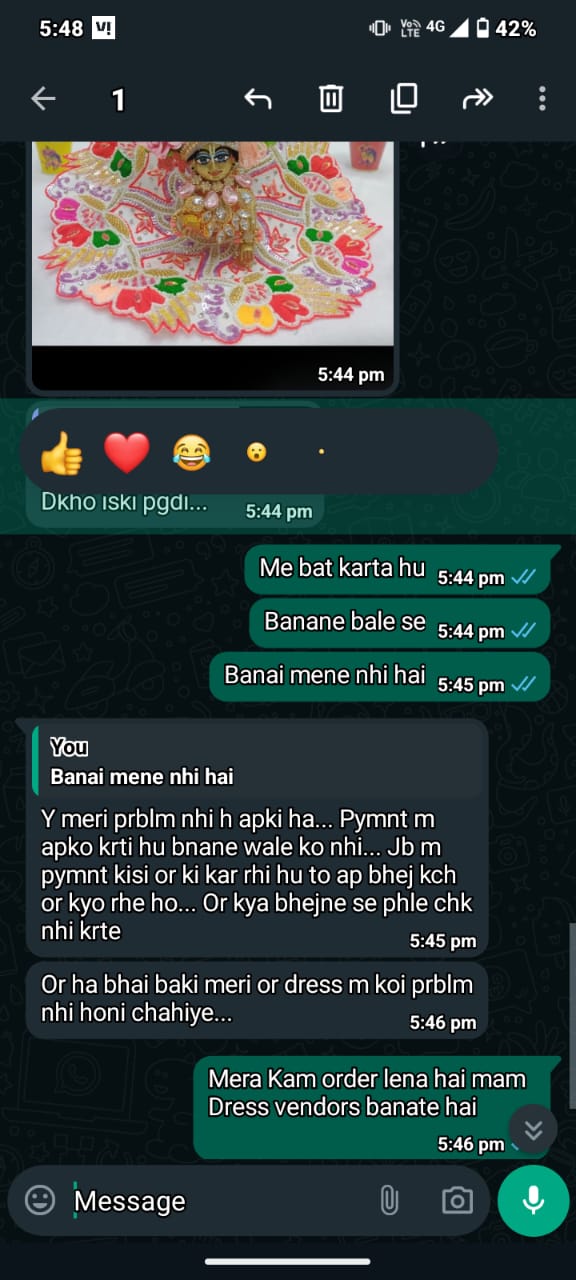 5:48
Vo)) LTE 4G 42%
1
5:44 pm
Dkho iski pgdi... 5:44 pm
Me bat karta hu 5:44 pm
Banane bale se 5:44 pm
Banai mene nhi hai 5:45 pm
You
Banai mene nhi hai
Y meri prblm nhi h apki ha... Pymnt m
apko krti hu bnane wale ko nhi... Jb m
pymnt kisi or ki kar rhi hu to ap bhej kch
or kyo rhe ho... Or kya bhejne se phle chk
nhi krte
5:45 pm
Or ha bhai baki meri or dress m koi prblm
nhi honi chahiye...
5:46 pm
Mera Kam order lena hai mam
Dress vendors banate hai
5:46 pm
Message